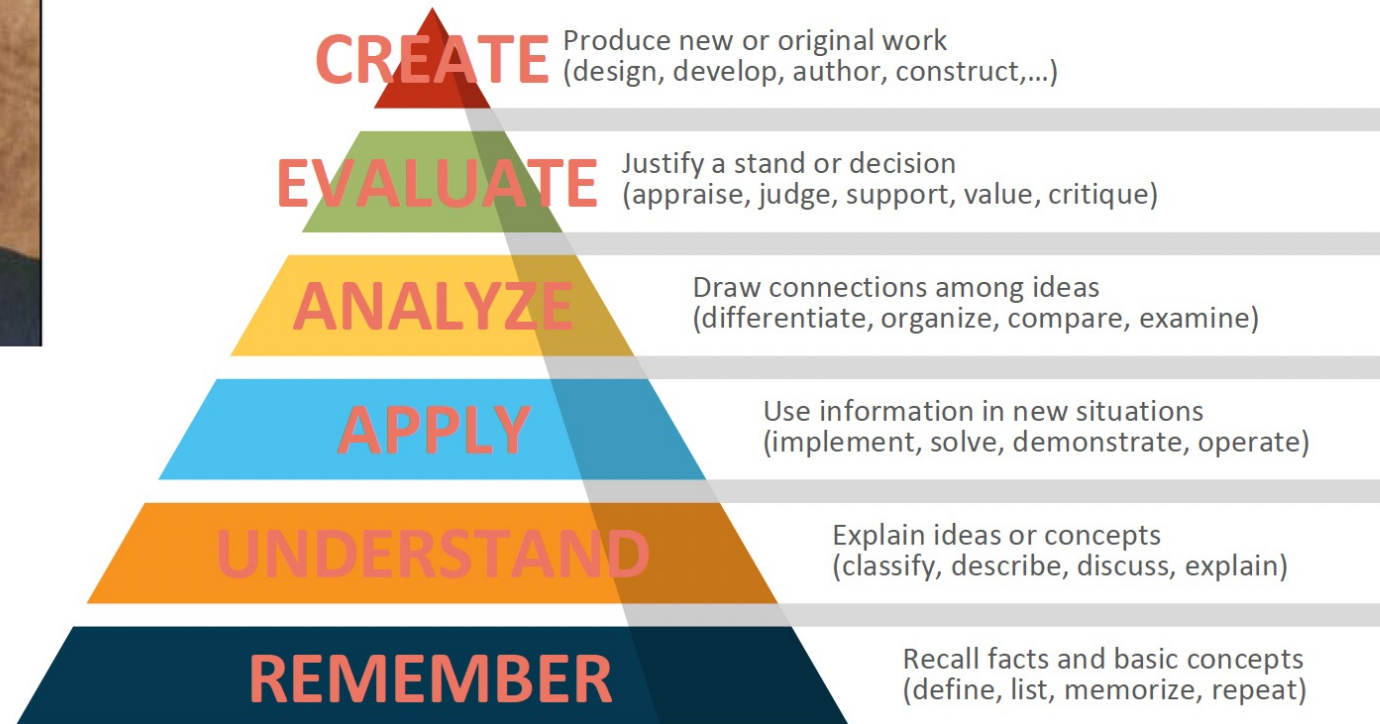 CREATE
Produce new or original work
(design, develop, author, construct,...)
EVALUATE
Justify a stand or decision
(appraise, judge, support, value, critique)
ANALYZE
Draw connections among ideas
(differentiate, organize, compare, examine)
APPLY
Use information in new situations
(implement, solve, demonstrate, operate)
UNDERSTAND
Explain ideas or concepts
(classify, describe, discuss, explain)
REMEMBER
Recall facts and basic concepts
(define, list, memorize, repeat)